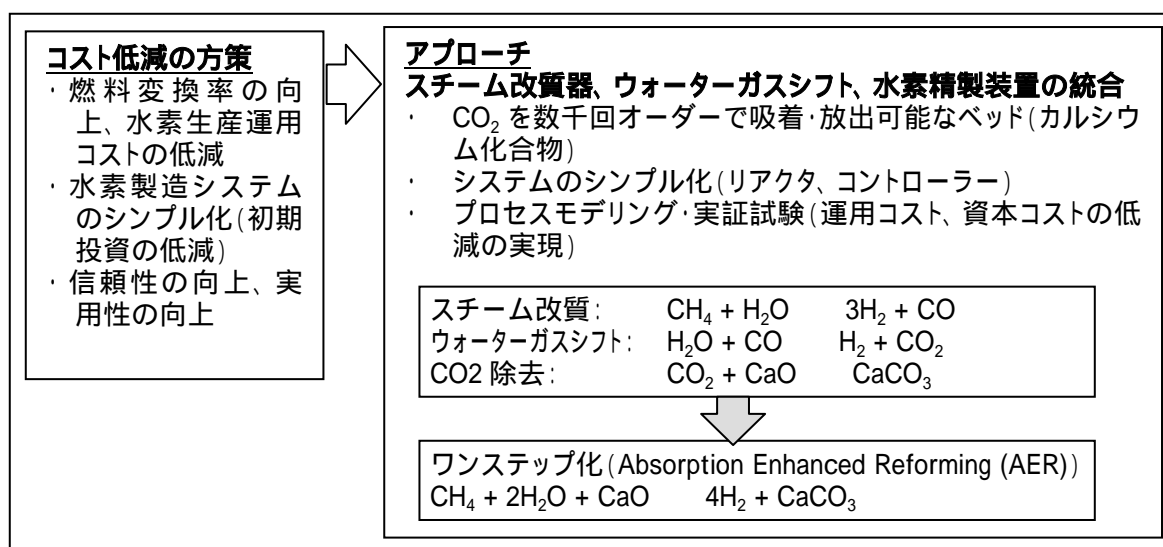 コスト低減の方策
・燃料変換率の向
上、水素生産運用
コストの低減
・水素製造システム
のシンプル化(初期
投資の低減)
・信頼性の向上、実
用性の向上
アプローチ
スチーム改質器、ウォーターガスシフト、水素精製装置の統合
・ CO₂を数千回オーダーで吸着・放出可能なベッド(カルシウ
ム化合物)
・ システムのシンプル化(リアクタ、コントローラー)
・ プロセスモデリング・実証試験(運用コスト、資本コストの低
減の実現)
スチーム改質: CH₄ + H₂O 3H₂ + CO
ウォーターガスシフト: H₂O + CO H₂ + CO₂
CO2 除去: CO₂ + CaO CaCO₃
ワンステップ化(Absorption Enhanced Reforming (AER))
CH₄ + 2H₂O + CaO 4H₂ + CaCO₃